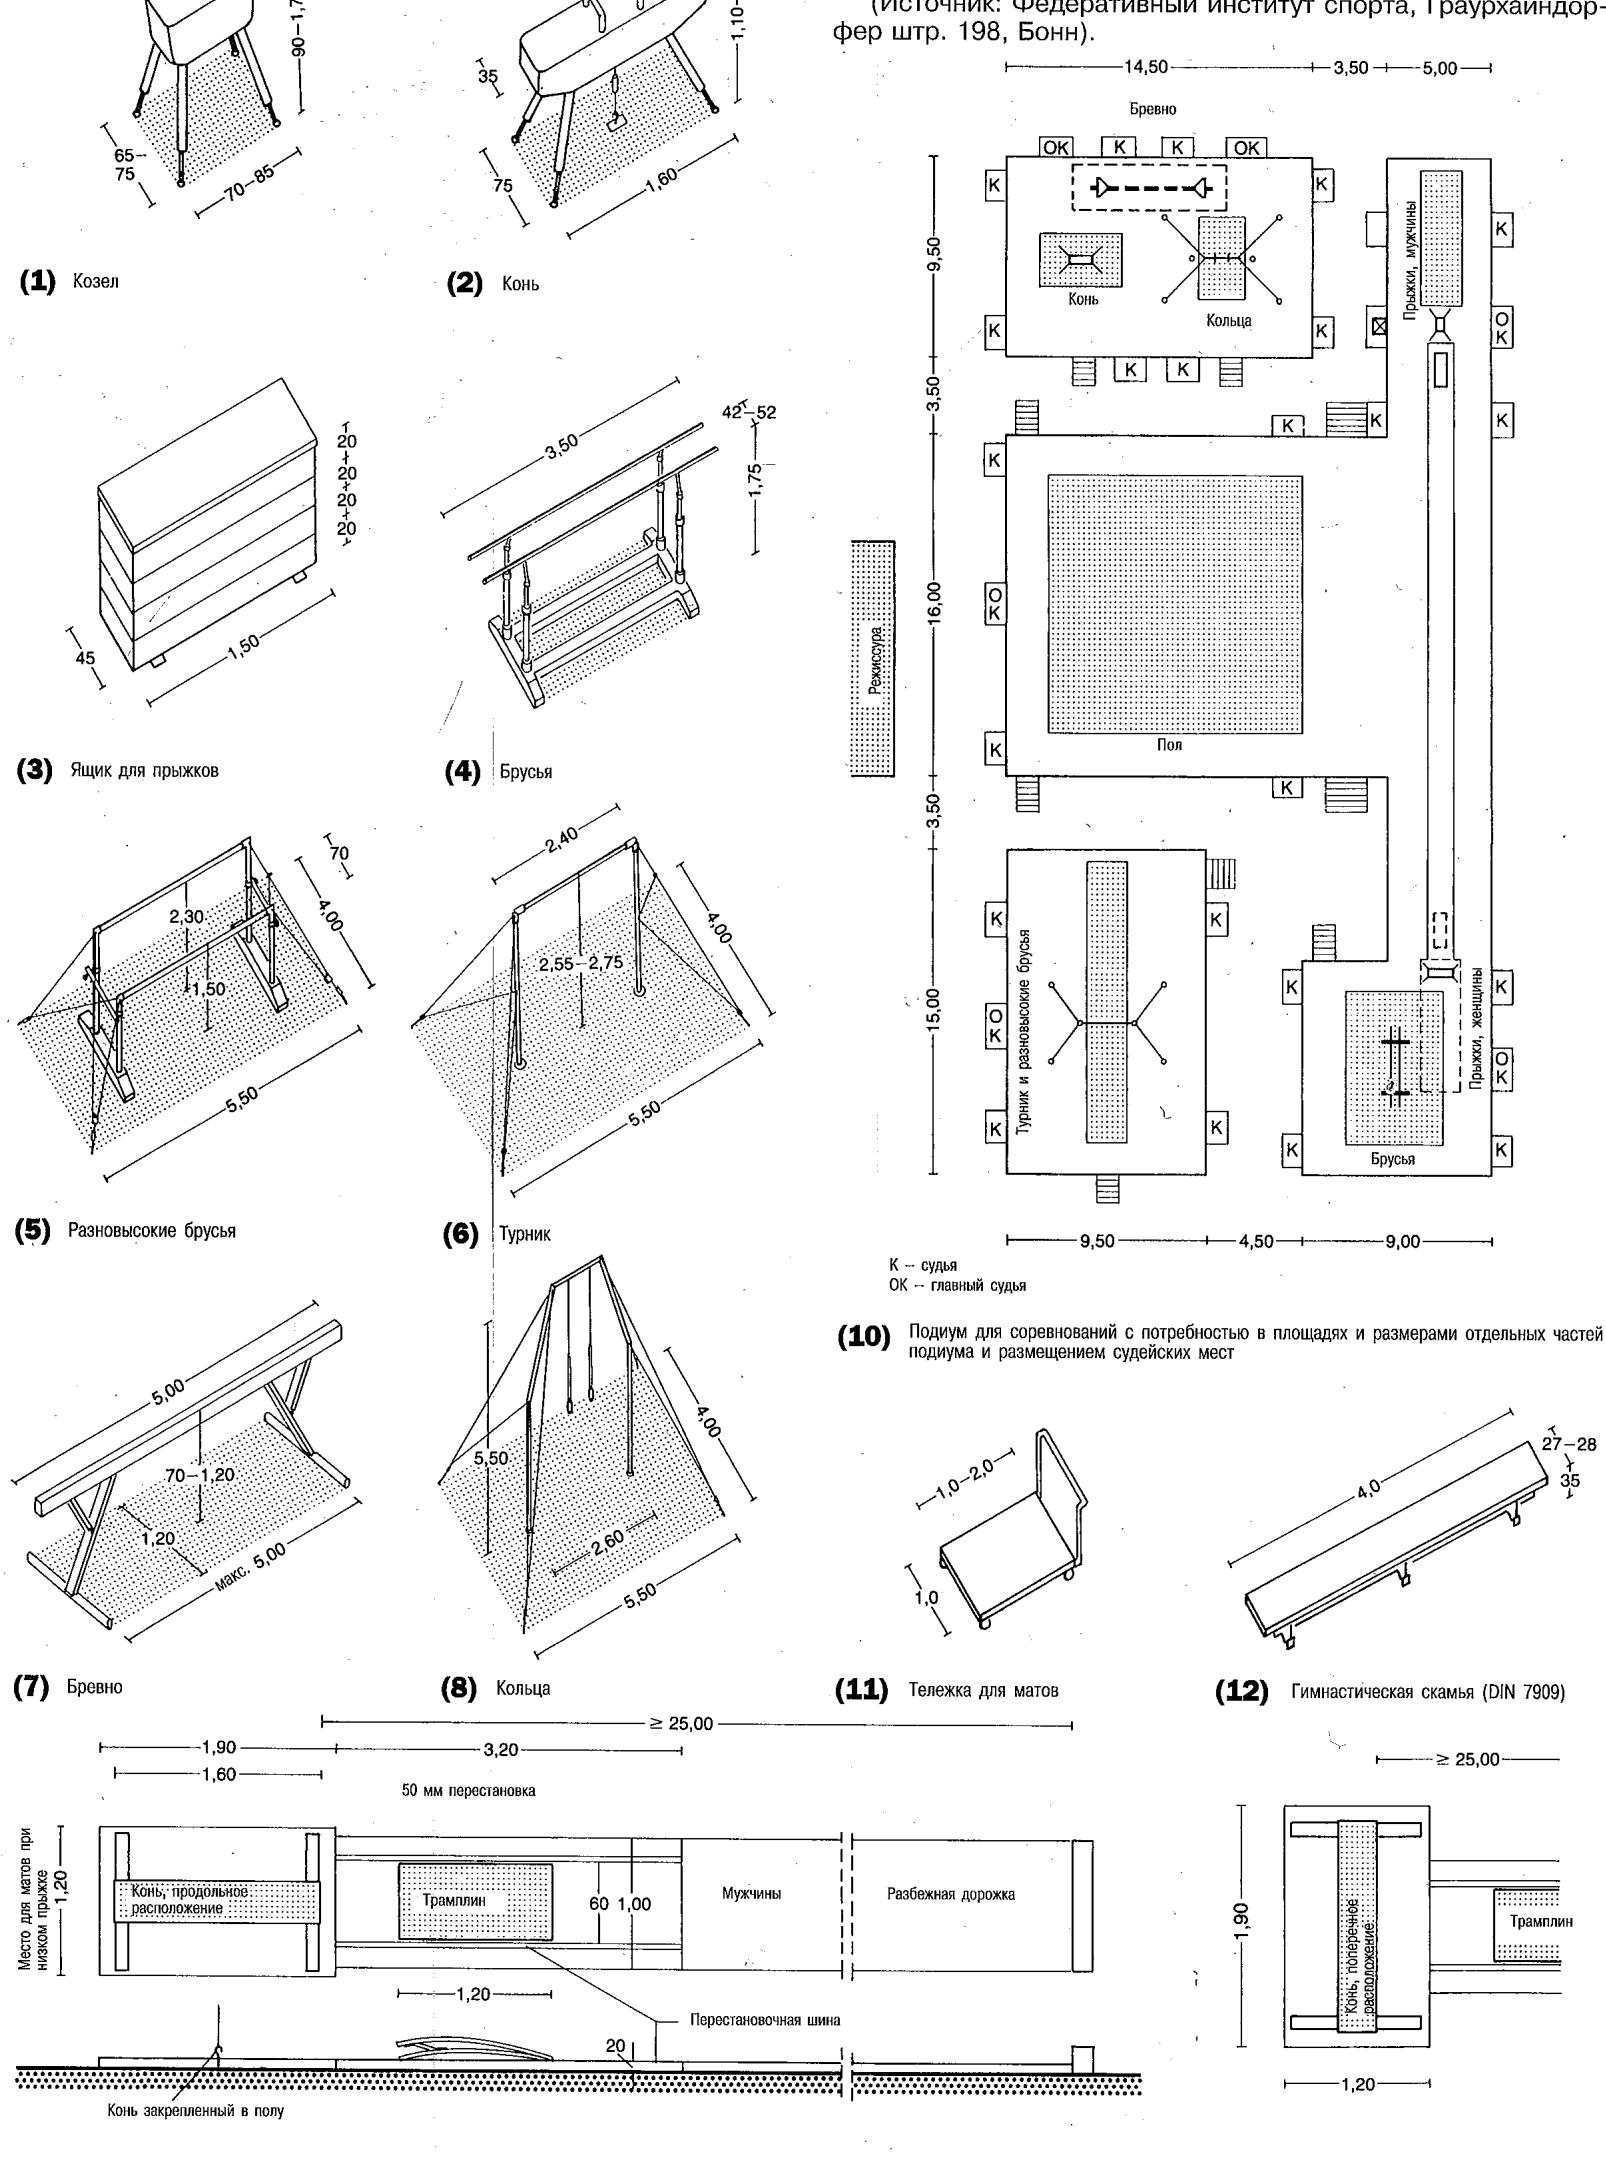 (Источник: Федеративный институт спорта, Граурхайндор-
фер штр. 198, Бонн).
65–
75
70–85
(1) Козел
35
75
1,60
(2) Конь
20
20
20
20
45
1,50
(3) Ящик для прыжков
3,50
42–52
1,75
(4) Брусья
70
2,30
4,00
1,50
5,50
(5) Разновысокие брусья
2,40
4,00
2,55–2,75
5,50
(6) Турник
5,00
70–1,20
1,20
макс. 5,00
(7) Бревно
5,50
4,00
2,60
5,50
(8) Кольца
14,50
3,50
5,00
Бревно
ОК
К
К
ОК
К
К
9,50
Прыжки, мужчины
К
Конь
Кольца
К
К
О
К
К
К
3,50
К
К
К
К
Режиссура
16,00
О
К
К
Пол
К
3,50
К
К
15,00
О
К
Турник и разновысокие брусья
К
К
К
К
Прыжки, женщины
О
К
К
К
Брусья
9,50
4,50
9,00
К – судья
ОК – главный судья
(10) Подиум для соревнований с потребностью в площадях и размерами отдельных частей
подиума и размещением судейских мест
1,0–2,0
1,0
(11) Тележка для матов
4,0
27–28
35
(12) Гимнастическая скамья (DIN 7909)
≥ 25,00
1,90
3,20
1,60
50 мм перестановка
Место для матов при
низком прыжке
1,20
Конь, продольное
расположение
Трамплин
60
1,00
Мужчины
Разбежная дорожка
1,20
Перестановочная шина
20
Конь закрепленный в полу
≥ 25,00
1,90
Конь, поперечное
расположение
Трамплин
1,20